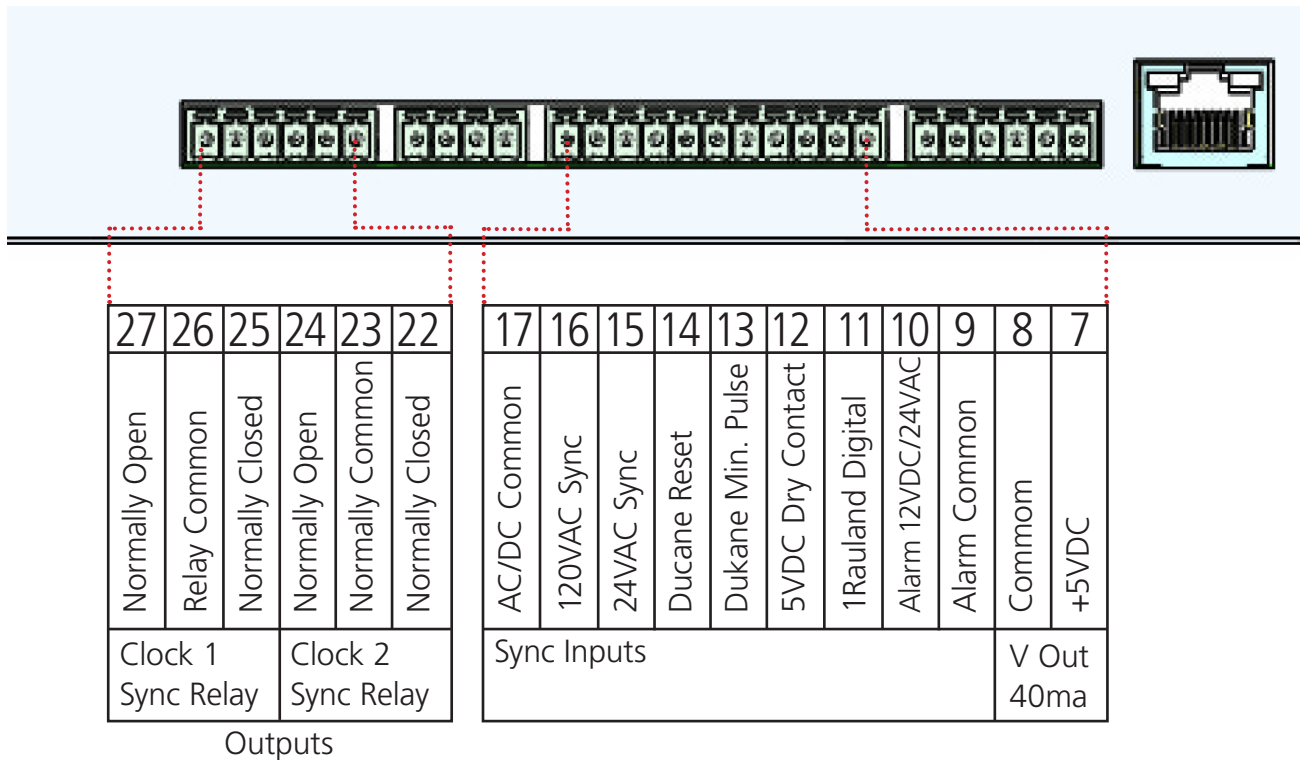 27 26 25 24 23 22
Normally Open
Relay Common
Normally Closed
Normally Open
Normally Common
Normally Closed
Clock 1
Sync Relay
Clock 2
Sync Relay
Outputs
17 16 15 14 13 12 11 10 9 8 7
AC/DC Common
120VAC Sync
24VAC Sync
Ducane Reset
Dukane Min. Pulse
5VDC Dry Contact
1Rauland Digital
Alarm 12VDC/24VAC
Alarm Common
Commom
+5VDC
Sync Inputs
V Out
40ma